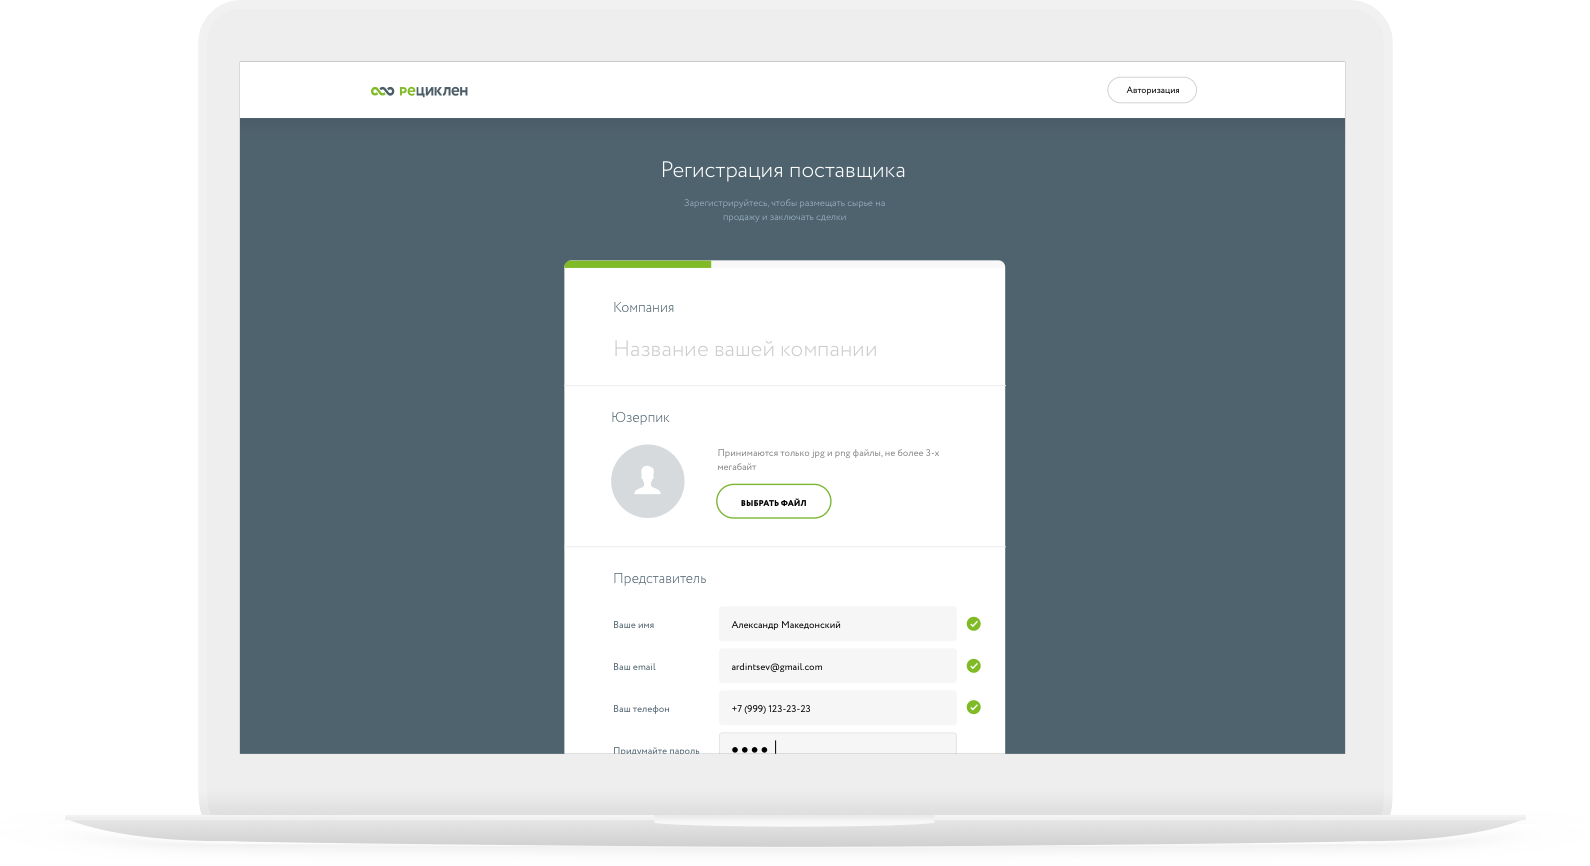 рециклен
Авторизация
Регистрация поставщика
Зарегистрируйтесь, чтобы размещать сырье на
продажу и заключать сделки
Компания
Название вашей компании
Юзерпик
Принимаются только jpg и png файлы, не более 3-х
мегабайт
ВЫБРАТЬ ФАЙЛ
Представитель
Ваше имя Александр Македонский
Ваш email ardintsev@gmail.com
Ваш телефон +7 (999) 123-23-23
Придумайте пароль ●●●●